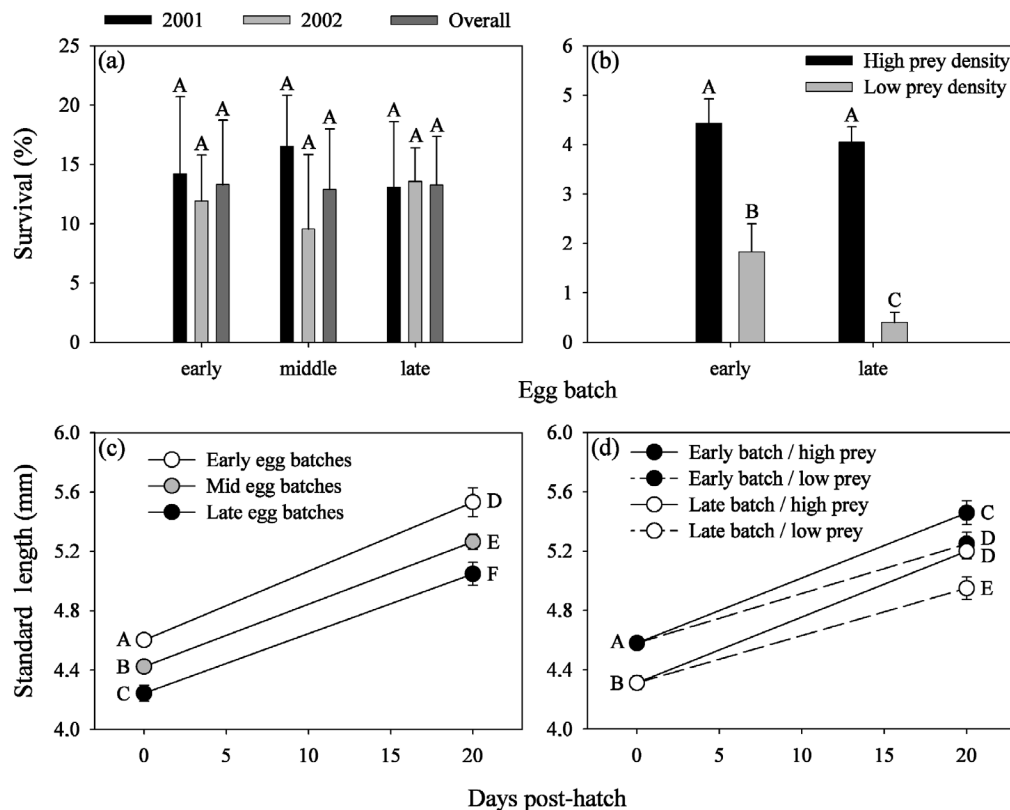 2001 2002 Overall
(a)
25
20
15
10
5
0
Survival (%)
A A A A A A A A A
early middle late
(b)
High prey density
Low prey density
6
5
4
3
2
1
0
A B A C
early late
Egg batch
(c)
Early egg batches
Mid egg batches
Late egg batches
6.0
5.6
5.2
4.8
4.4
4.0
Standard length (mm)
D
E
F
A
B
C
0 5 10 15 20
(d)
Early batch / high prey
Early batch / low prey
Late batch / high prey
Late batch / low prey
6.0
5.6
5.2
4.8
4.4
4.0
C
D
D
E
A
B
0 5 10 15 20
Days post-hatch